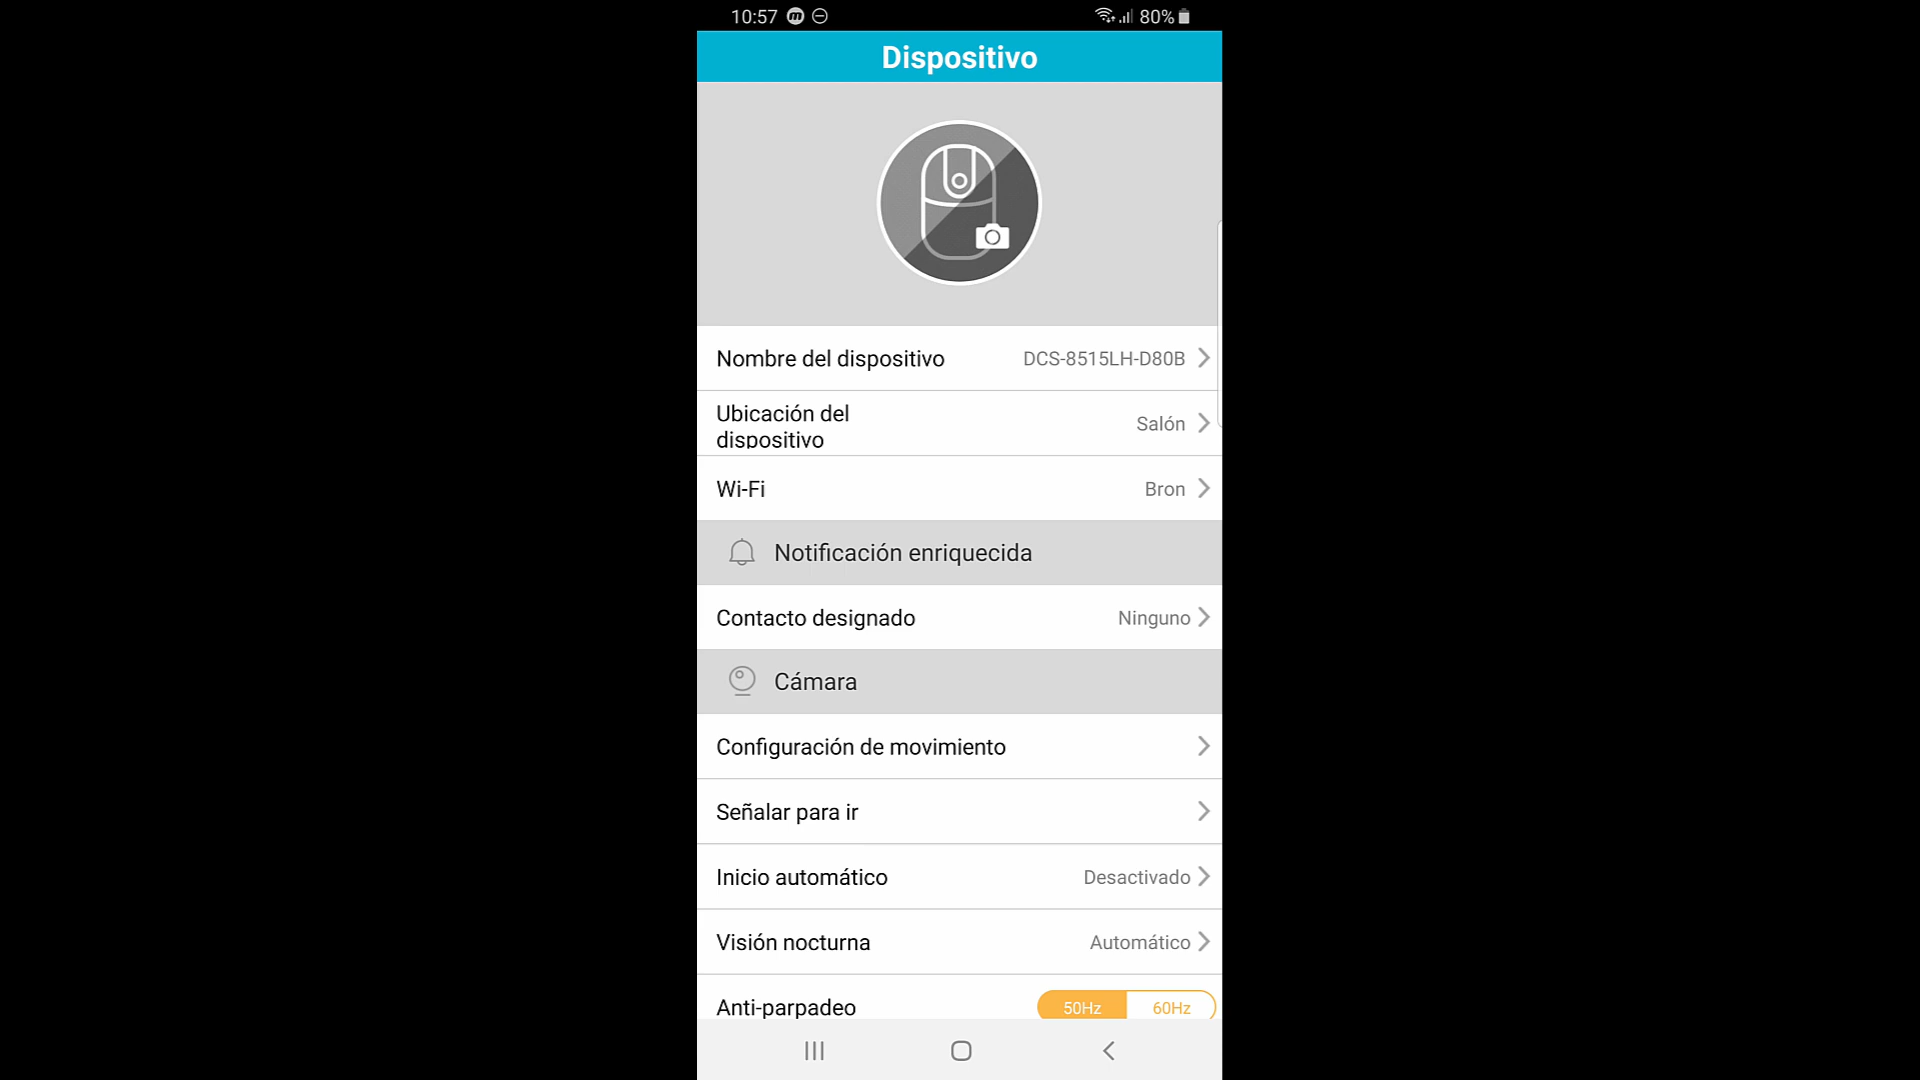 10:57 80%
Dispositivo
Nombre del dispositivo DCS-8515LH-D80B
Ubicación del
dispositivo
Salón
Wi-Fi Bron
Notificación enriquecida
Contacto designado Ninguno
Cámara
Configuración de movimiento
Señalar para ir
Inicio automático Desactivado
Visión nocturna Automático
Anti-parpadeo 50Hz 60Hz